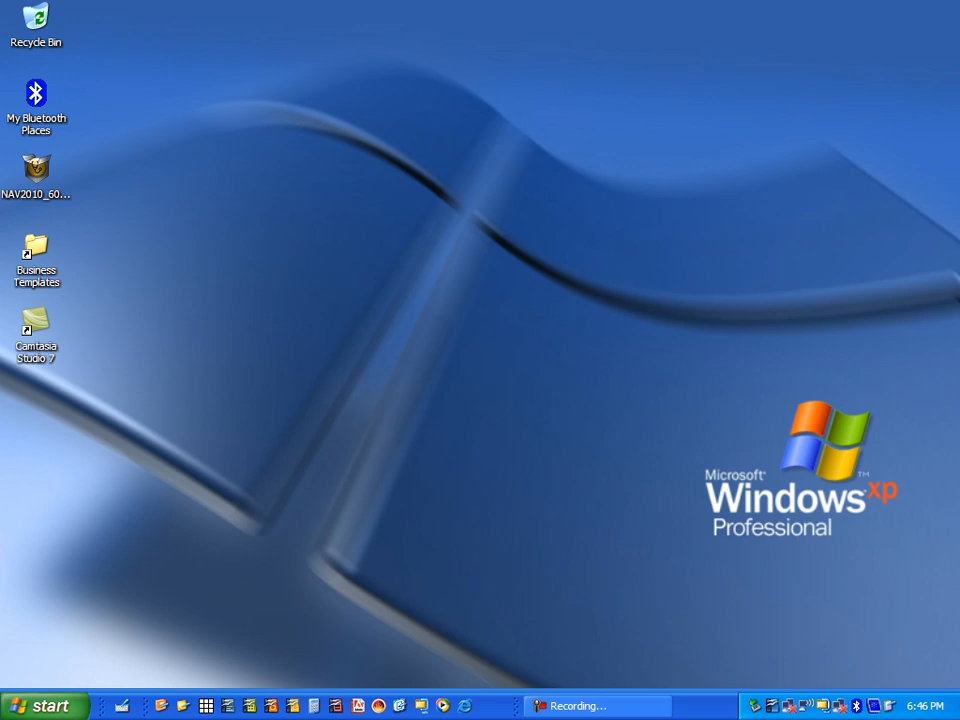 Recycle Bin
My Bluetooth
Places
NAV2010_60...
Business
Templates
Camtasia
Studio 7
Microsoft®
Windows xp
TM
Professional
start
Recording...
6:46 PM